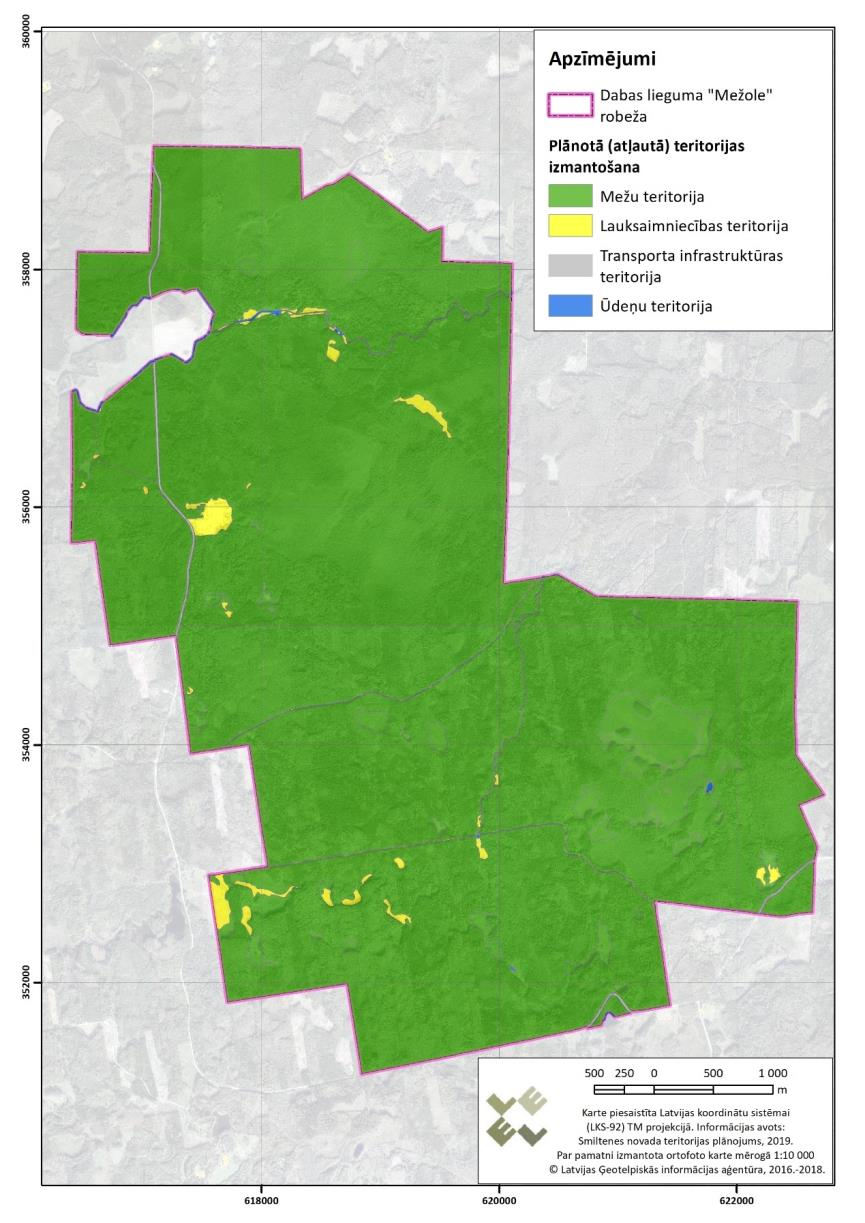 Apzīmējumi
Dabas lieguma "Mežole"
robeža
Plānotā (atļautā) teritorijas
izmantošana
Mežu teritorija
Lauksaimniecības teritorija
Transporta infrastruktūras
teritorija
Ūdeņu teritorija
360000
358000
356000
354000
352000
618000
620000
622000
500 250 0 500 1 000
m
Karte piesaistīta Latvijas koordinātu sistēmai
(LKS-92) TM projekcijā. Informācijas avots:
Smiltenes novada teritorijas plānojums, 2019.
Par pamatni izmantota ortofoto karte mērogā 1:10 000
© Latvijas Ģeotelpiskās informācijas aģentūra, 2016.-2018.